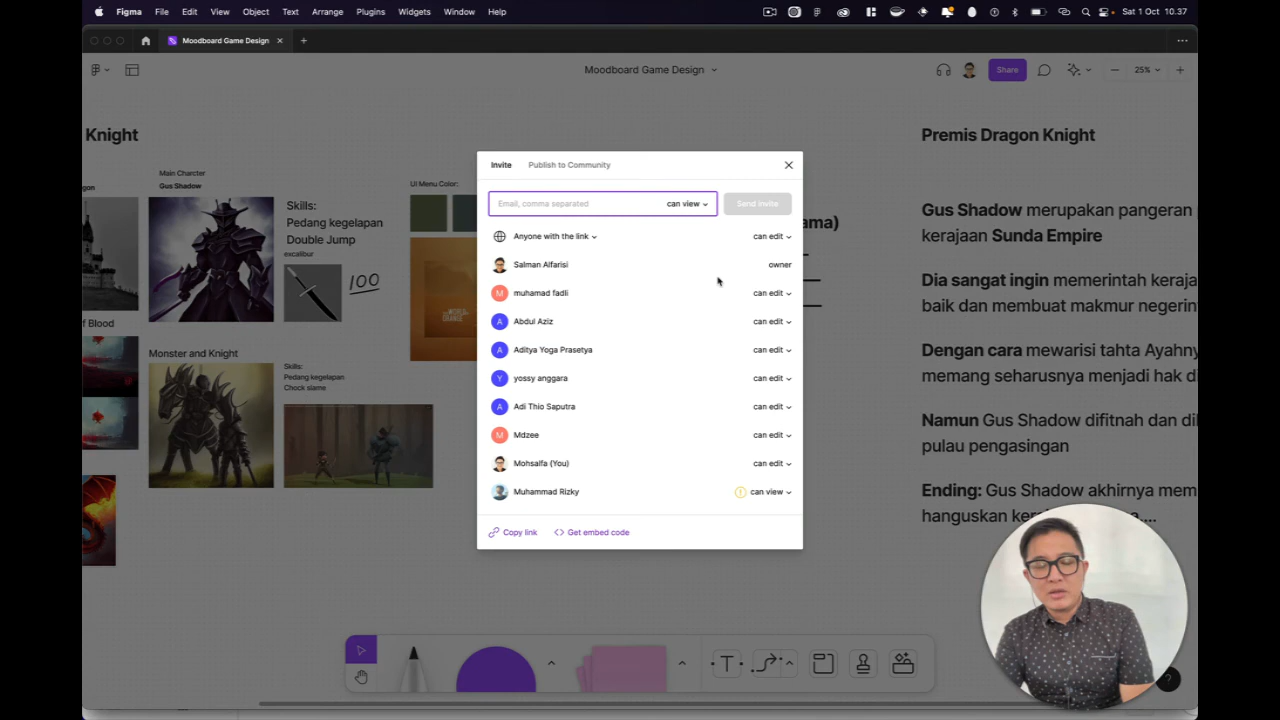 Figma File Edit View Object Text Arrange Plugins Widgets Window Help
Sat 1 Oct 10.37
Moodboard Game Design
Moodboard Game Design
Share
25%
Knight
Main Charcter
Gus Shadow
Skills:
Pedang kegelapan
Double Jump
excalibur
100
UI Menu Color:
of Blood
Monster and Knight
Skills:
Pedang kegelapan
Chock slame
Invite
Publish to Community
Email, comma separated
can view
Send invite
Anyone with the link
can edit
Salman Alfarisi
owner
muhamad fadli
can edit
Abdul Aziz
can edit
Aditya Yoga Prasetya
can edit
yossy anggara
can edit
Adi Thio Saputra
can edit
Mdzee
can edit
Mohsalfa (You)
can edit
Muhammad Rizky
can view
Copy link
Get embed code
Premis Dragon Knight
Gus Shadow merupakan pangeran
kerajaan Sunda Empire
Dia sangat ingin memerintah keraja
baik dan membuat makmur negerin
Dengan cara mewarisi tahta Ayahny
memang seharusnya menjadi hak di
Namun Gus Shadow difitnah dan di
pulau pengasingan
Ending: Gus Shadow akhirnya mem
hanguskan